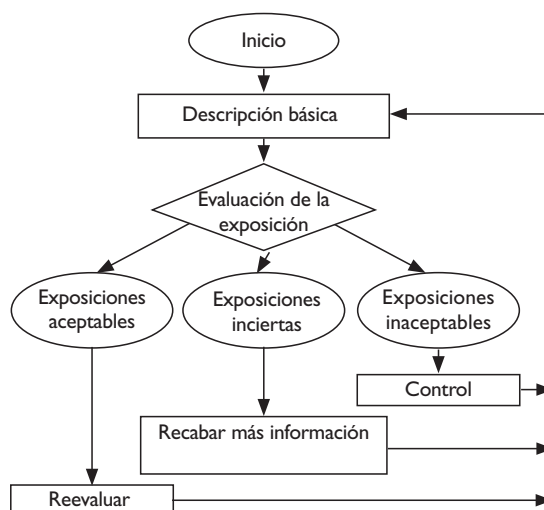 Inicio
Descripción básica
Evaluación de la
exposición
Exposiciones
aceptables
Exposiciones
inciertas
Exposiciones
inaceptables
Control
Recabar más información
Reevaluar